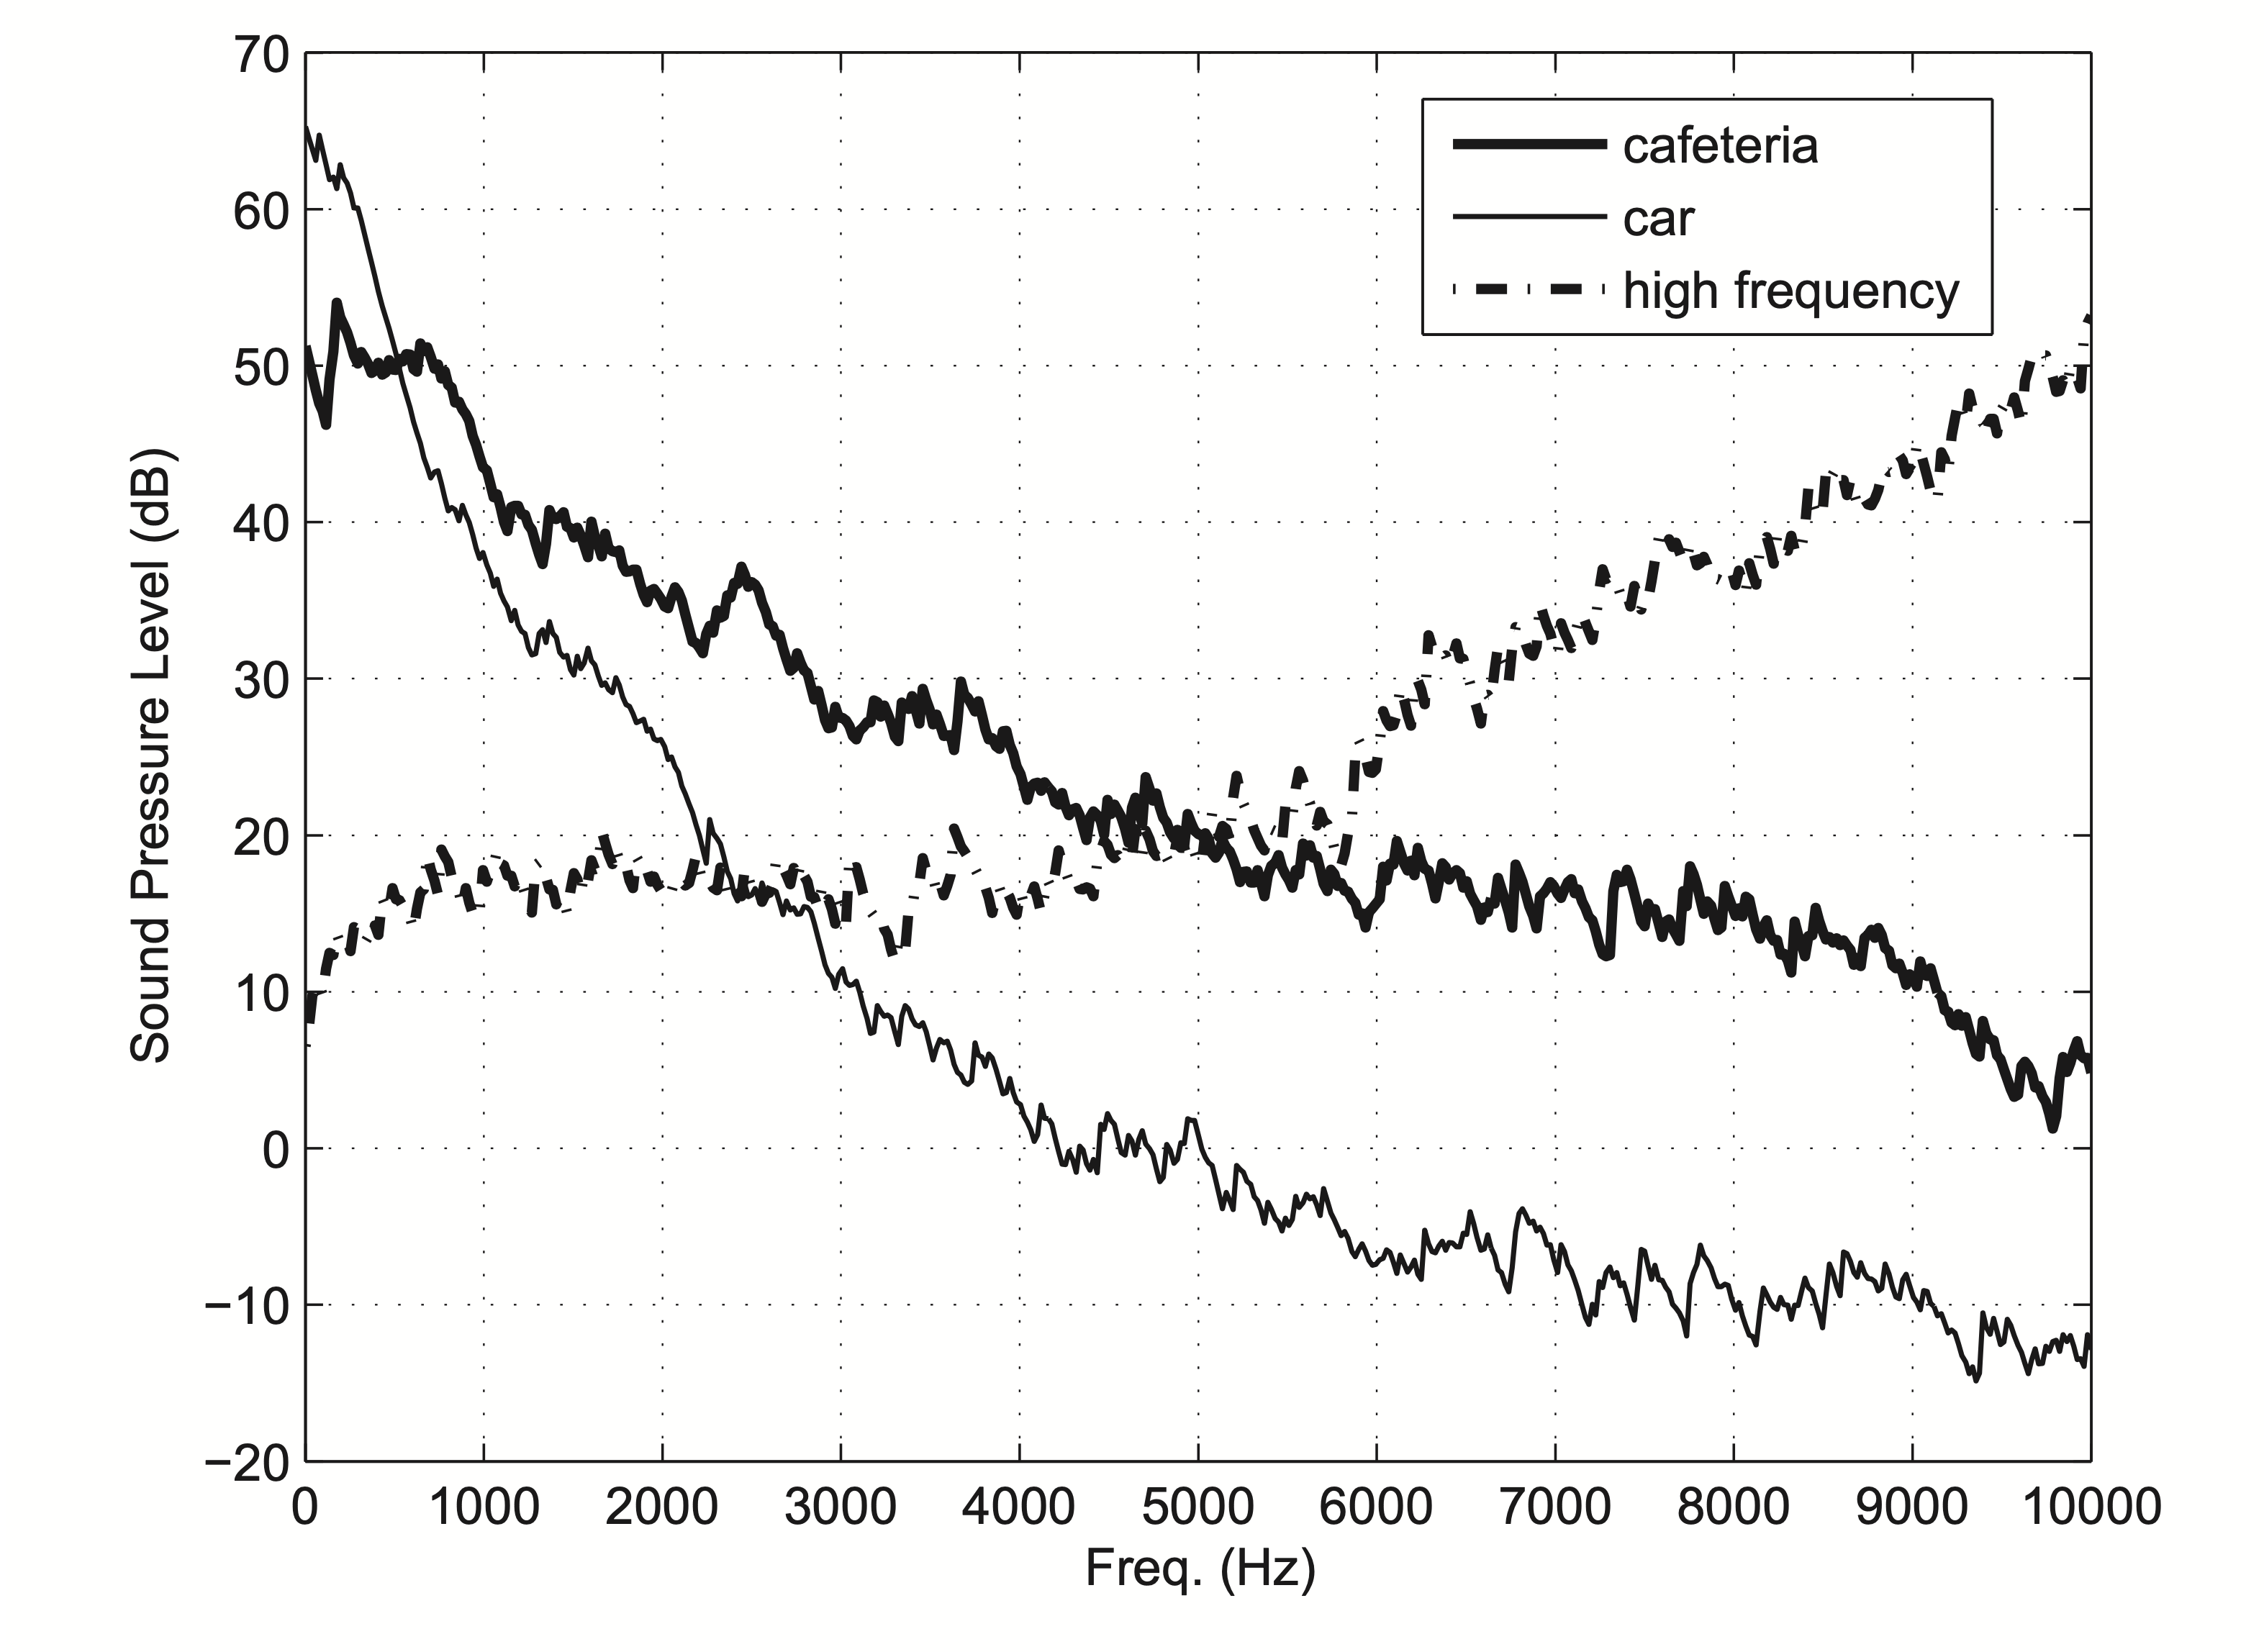 70
60
50
40
30
20
10
0
−10
−20
Sound Pressure Level (dB)
cafeteria
car
high frequency
0 1000 2000 3000 4000 5000 6000 7000 8000 9000 10000
Freq. (Hz)